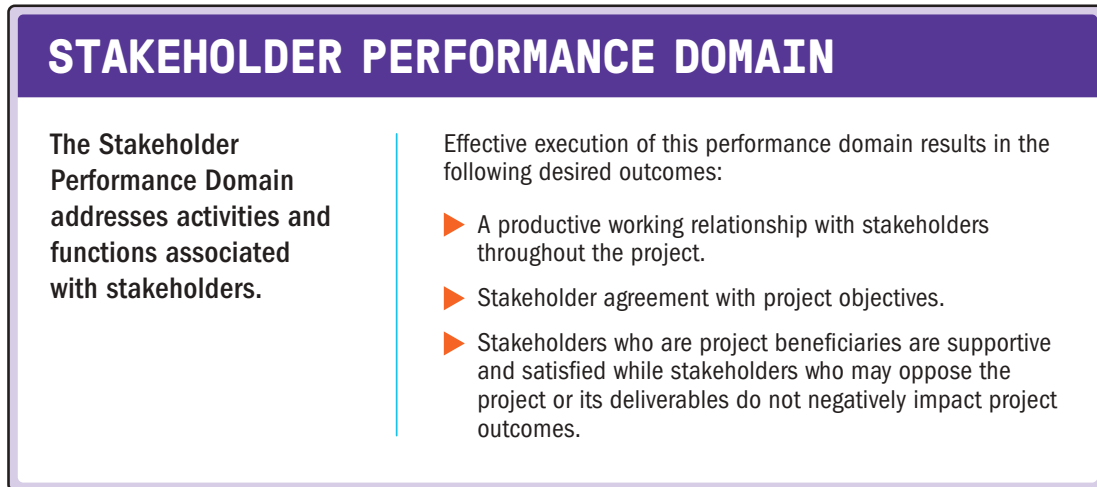 STAKEHOLDER PERFORMANCE DOMAIN
The Stakeholder
Performance Domain
addresses activities and
functions associated
with stakeholders.
Effective execution of this performance domain results in the
following desired outcomes:
A productive working relationship with stakeholders
throughout the project.
Stakeholder agreement with project objectives.
Stakeholders who are project beneficiaries are supportive
and satisfied while stakeholders who may oppose the
project or its deliverables do not negatively impact project
outcomes.